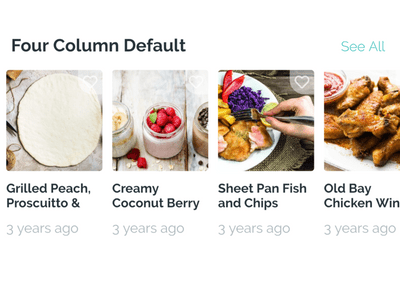 Four Column Default
See All
Grilled Peach,
Proscuitto &
Creamy
Coconut Berry
Sheet Pan Fish
and Chips
Old Bay
Chicken Win
3 years ago
3 years ago
3 years ago
3 years ago